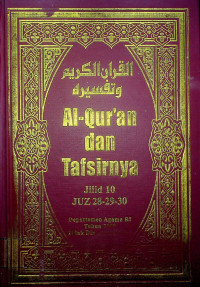 القرآن الكريم
وتفسيره
Al-Qur'an
dan
Tafsirnya
Jilid 10
JUZ 28-29-30
Departemen Agama RI